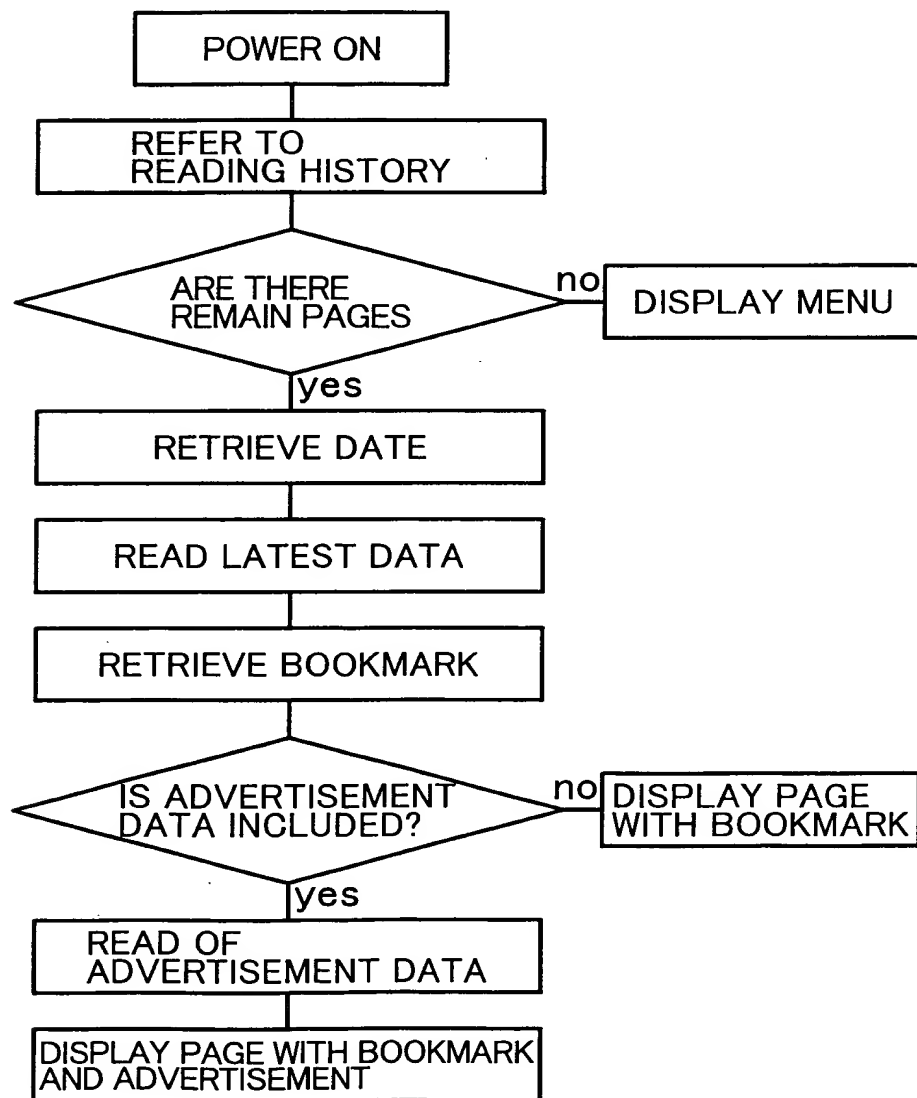 POWER ON
REFER TO
READING HISTORY
ARE THERE
REMAIN PAGES
no
DISPLAY MENU
yes
RETRIEVE DATE
READ LATEST DATA
RETRIEVE BOOKMARK
IS ADVERTISEMENT
DATA INCLUDED?
no
DISPLAY PAGE
WITH BOOKMARK
yes
READ OF
ADVERTISEMENT DATA
DISPLAY PAGE WITH BOOKMARK
AND ADVERTISEMENT